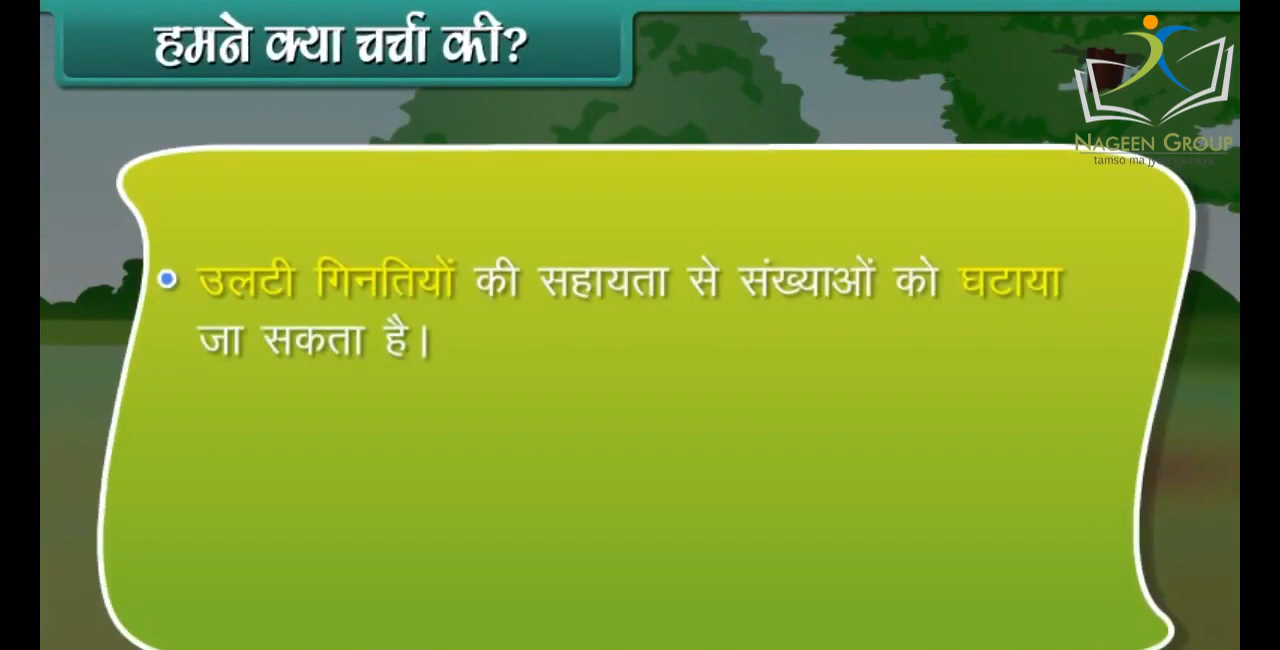 हमने क्या चर्चा की?
NAGEEN GROUP
उलटी गिनतियों की सहायता से संख्याओं को घटाया
जा सकता है।